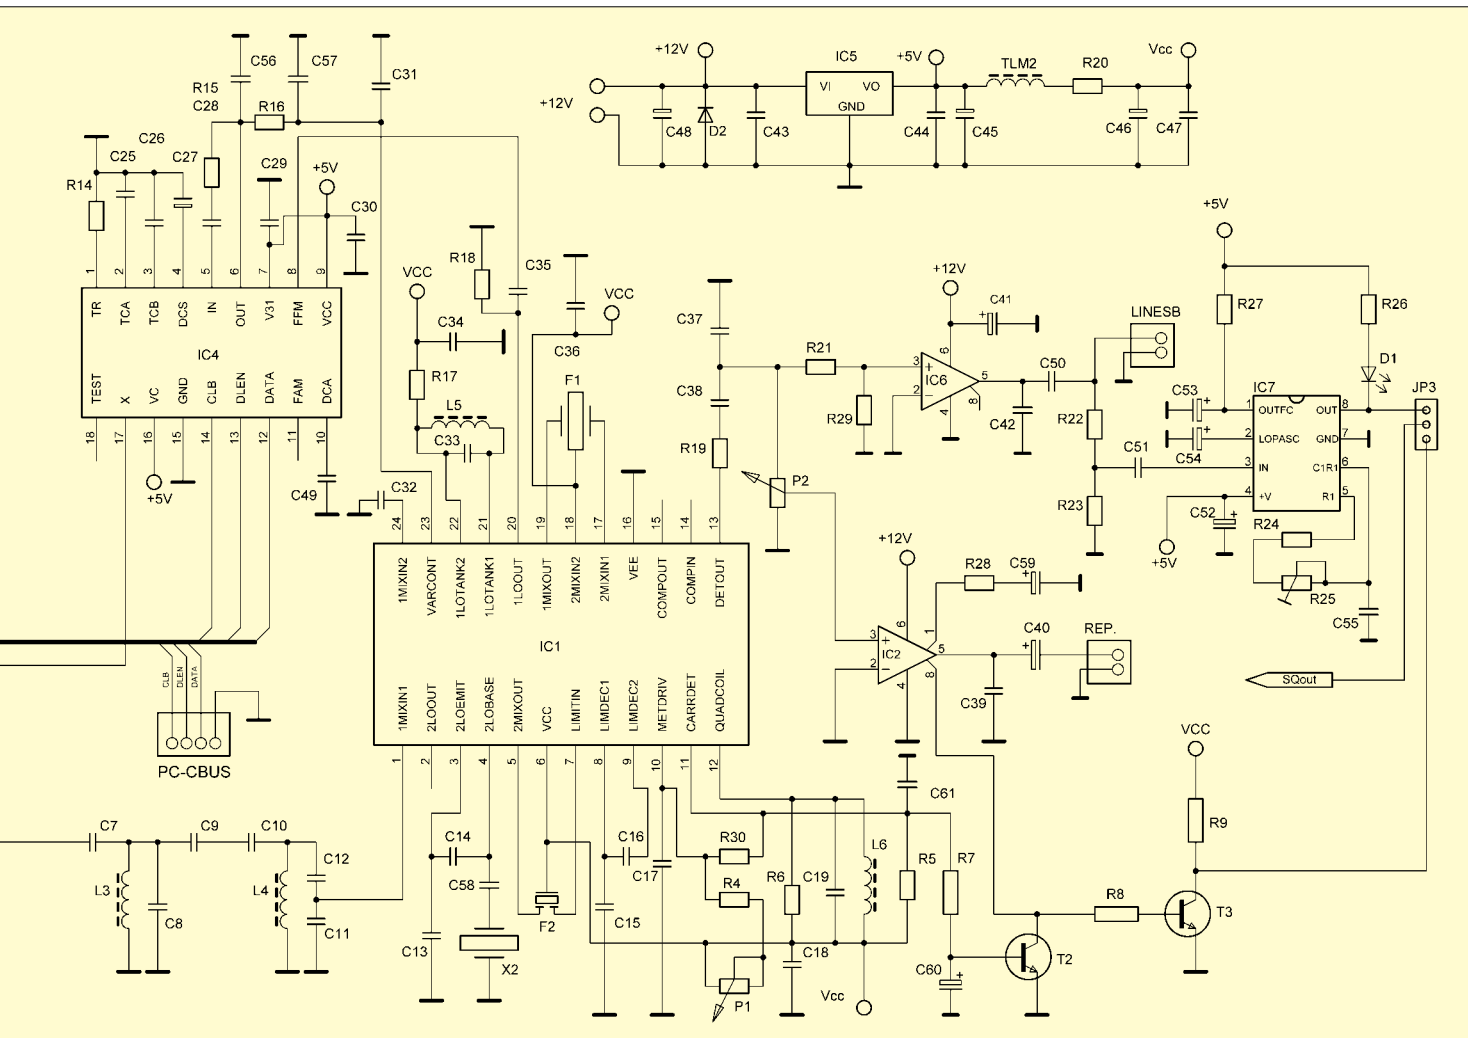 C56
C57
C31
R15
C28
R16
C26
C25
C27
C29
+5V
R14
C30
1
2
3
4
5
6
7
8
9
TR
TCA
TCB
DCS
IN
OUT
V31
FFM
VCC
IC4
TEST
X
VC
GND
CLB
DLEN
DATA
FAM
DCA
18
17
16
15
14
13
12
11
10
+5V
C49
+12V
IC5
+5V
TLM2
R20
Vcc
VI
VO
GND
+12V
C48
D2
C43
C44
C45
C46
C47
R18
C35
VCC
C34
VCC
C36
R17
F1
L5
C33
C32
C37
C38
R19
R21
P2
R29
+12V
C41
6
3
+
IC6
2
–
5
8
4
C50
C42
LINESB
R22
C51
R23
+5V
R27
R26
D1
C53
+
IC7
JP3
1
OUTFC
OUT
8
2
LOPASC
GND
7
C54
+
3
IN
C1R1
6
4
+V
R1
5
C52
+
+5V
R24
R25
C55
SQout
24
23
22
21
20
19
18
17
16
15
14
13
1MIXIN2
VARCONT
1LOTANK2
1LOTANK1
1LOOUT
1MIXOUT
2MIXIN2
2MIXIN1
VEE
COMPOUT
COMPIN
DETOUT
IC1
1MIXIN1
2LOOUT
2LOEMIT
2LOBASE
2MIXOUT
VCC
LIMITIN
LIMDEC1
LIMDEC2
METDRIV
CARRDET
QUADCOIL
1
2
3
4
5
6
7
8
9
10
11
12
+12V
R28
C59
+
6
1
3
+
IC2
2
–
5
8
4
C40
+
REP.
C39
CLB
DLEN
DATA
PC-CBUS
C7
C9
C10
L3
C8
L4
C12
C11
C14
C58
C13
X2
F2
C16
C17
C15
R30
R4
R6
C19
L6
R5
R7
C61
C18
P1
Vcc
C60
+
T2
R8
T3
VCC
R9